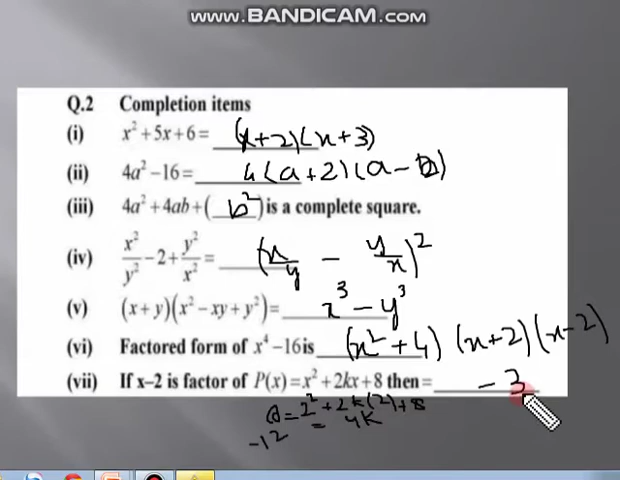 www.BANDICAM.com
Q.2 Completion items
(i) x² + 5x + 6 = (x+2)(x+3)
(ii) 4a² − 16 = 4(a+2)(a−2)
(iii) 4a² + 4ab + ( b² ) is a complete square.
(iv) x²/y² − 2 + y²/x² = (x/y − y/x)²
(v) (x + y)(x² − xy + y²) = x³ − y³
(vi) Factored form of x⁴ − 16 is (x²+4) (x+2)(x−2)
(vii) If x–2 is factor of P(x) = x² + 2kx + 8 then = −3
0 = 2² + 2k(2) + 8
−12 = 4k